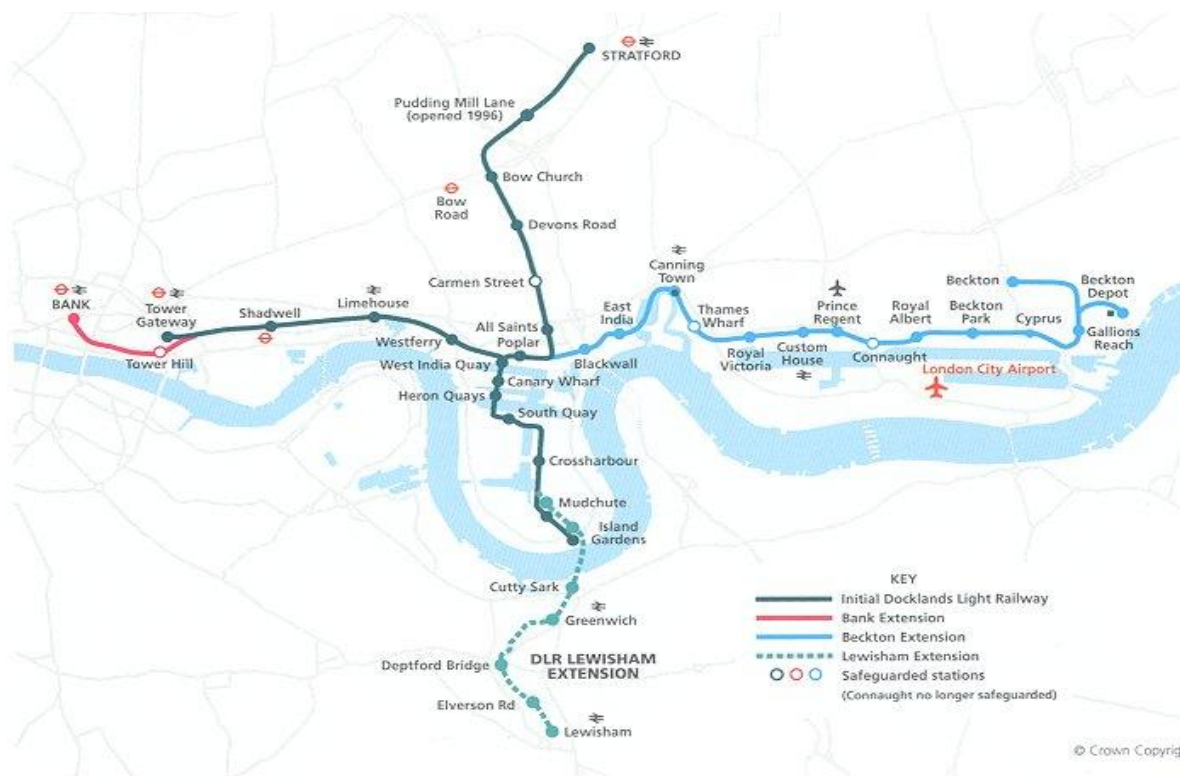 STRATFORD
Pudding Mill Lane
(opened 1996)
Bow Church
Bow
Road
Devons Road
Carmen Street
Canning
Town
BANK
Tower
Gateway
Shadwell
Limehouse
Tower Hill
Westferry
All Saints
Poplar
East
India
Blackwall
Thames
Wharf
Royal
Victoria
Custom
House
Prince
Regent
Connaught
Royal
Albert
Beckton
Park
Cyprus
Beckton
Beckton
Depot
Gallions
Reach
London City Airport
West India Quay
Canary Wharf
Heron Quays
South Quay
Crossharbour
Mudchute
Island
Gardens
Cutty Sark
Greenwich
Deptford Bridge
DLR LEWISHAM
EXTENSION
Elverson Rd
Lewisham
KEY
Initial Docklands Light Railway
Bank Extension
Beckton Extension
Lewisham Extension
Safeguarded stations
(Connaught no longer safeguarded)
© Crown Copyrig